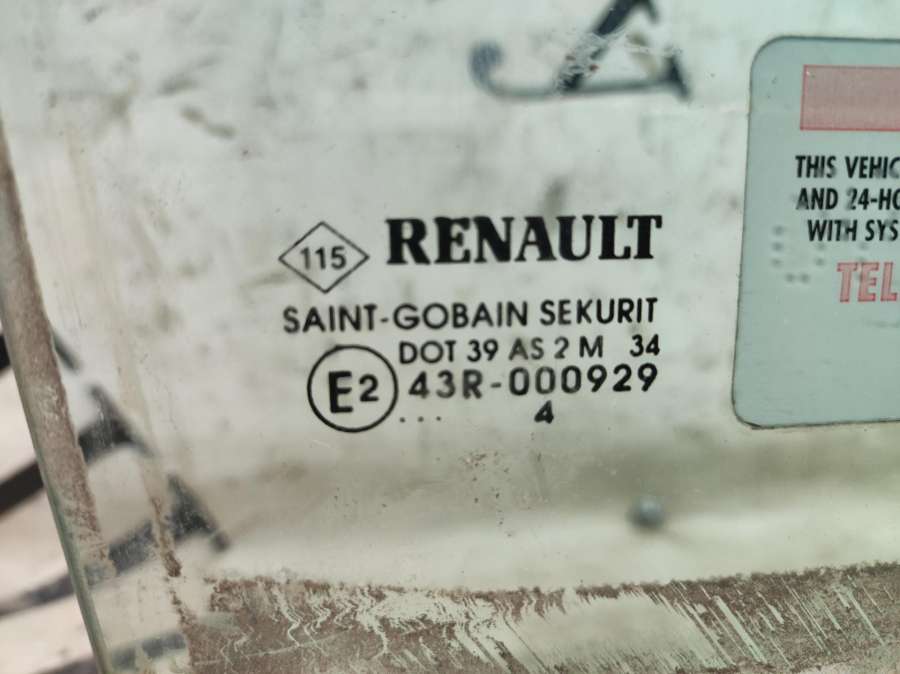 115 RENAULT
SAINT-GOBAIN SEKURIT
DOT 39 AS 2 M 34
E2 43R-000929
... 4
THIS VEHIC
AND 24-HO
WITH SYS
TEL